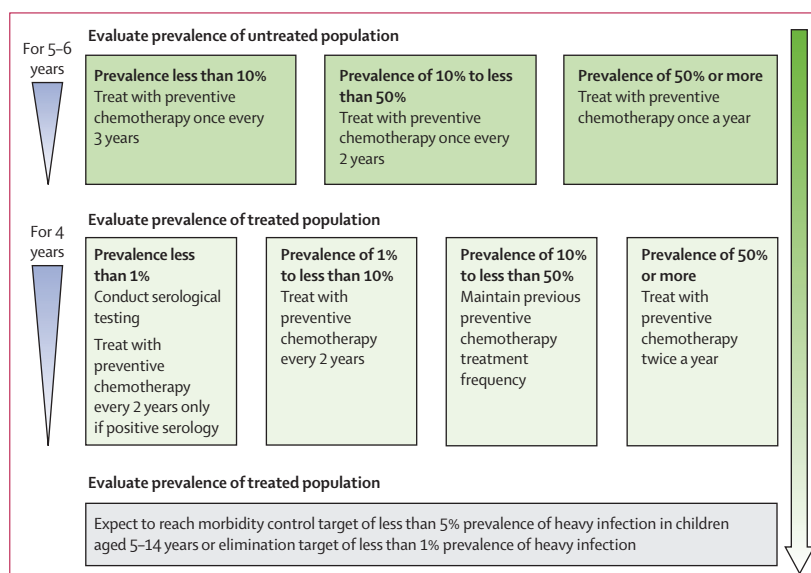 Evaluate prevalence of untreated population
For 5–6
years
Prevalence less than 10%
Treat with preventive
chemotherapy once every
3 years
Prevalence of 10% to less
than 50%
Treat with preventive
chemotherapy once every
2 years
Prevalence of 50% or more
Treat with preventive
chemotherapy once a year
Evaluate prevalence of treated population
For 4
years
Prevalence less
than 1%
Conduct serological
testing
Treat with
preventive
chemotherapy
every 2 years only
if positive serology
Prevalence of 1%
to less than 10%
Treat with
preventive
chemotherapy
every 2 years
Prevalence of 10%
to less than 50%
Maintain previous
preventive
chemotherapy
treatment
frequency
Prevalence of 50%
or more
Treat with
preventive
chemotherapy
twice a year
Evaluate prevalence of treated population
Expect to reach morbidity control target of less than 5% prevalence of heavy infection in children
aged 5–14 years or elimination target of less than 1% prevalence of heavy infection